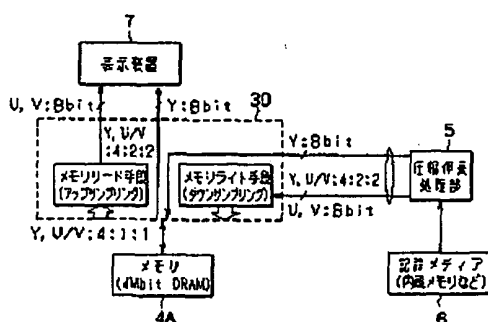 7
表示装置
U, V:8bit
Y:8bit
30
Y, U/V
:4:2:2
メモリリード手段
(アップサンプリング)
メモリライト手段
(ダウンサンプリング)
Y:8bit
Y, U/V:4:2:2
U, V:8bit
5
圧縮伸長
処理部
Y, U/V:4:1:1
メモリ
(4Mbit DRAM)
4A
記録メディア
(内蔵メモリなど)
6